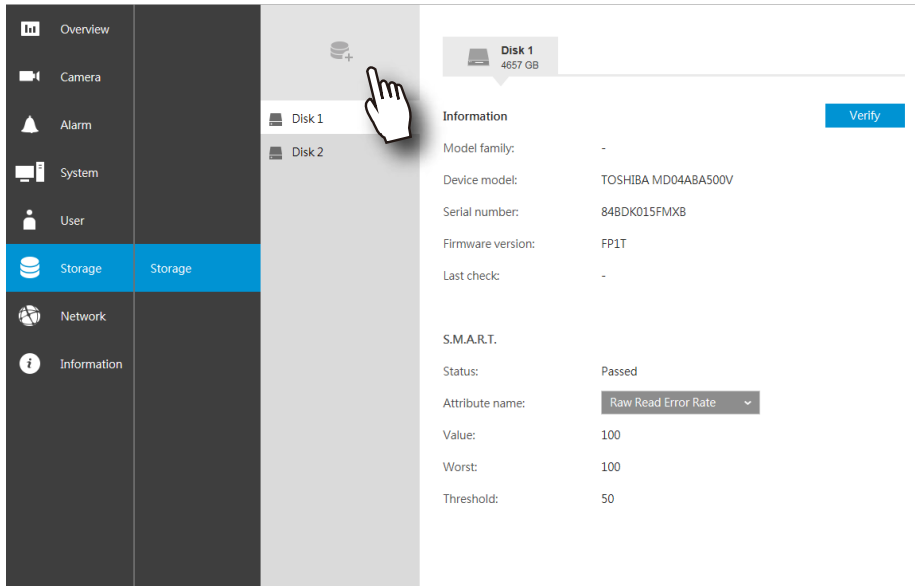 Overview
Camera
Alarm
System
User
Storage
Network
Information
Storage
Disk 1
Disk 2
Disk 1
4657 GB
Information
Verify
Model family: -
Device model: TOSHIBA MD04ABA500V
Serial number: 84BDK015FMXB
Firmware version: FP1T
Last check: -
S.M.A.R.T.
Status: Passed
Attribute name: Raw Read Error Rate
Value: 100
Worst: 100
Threshold: 50